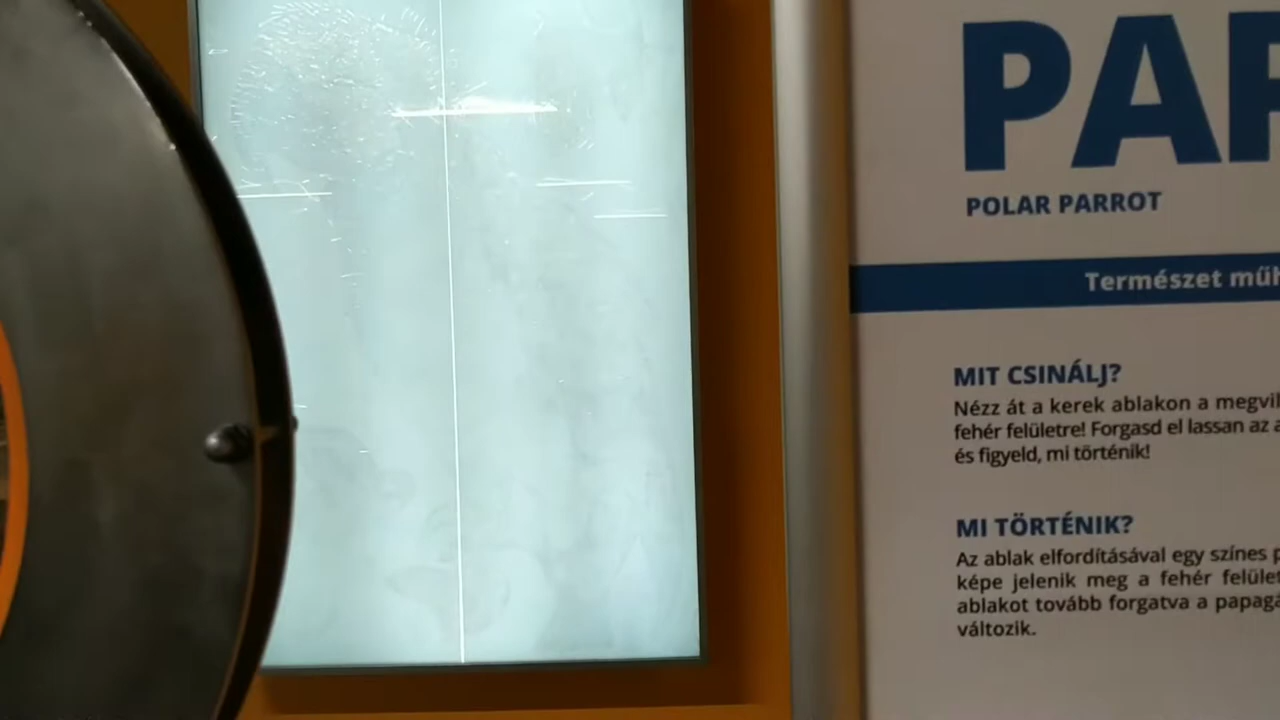 PAR
POLAR PARROT
Természet műh
MIT CSINÁLJ?
Nézz át a kerek ablakon a megvil
fehér felületre! Forgasd el lassan az a
és figyeld, mi történik!
MI TÖRTÉNIK?
Az ablak elfordításával egy színes p
képe jelenik meg a fehér felület
ablakot tovább forgatva a papagá
változik.